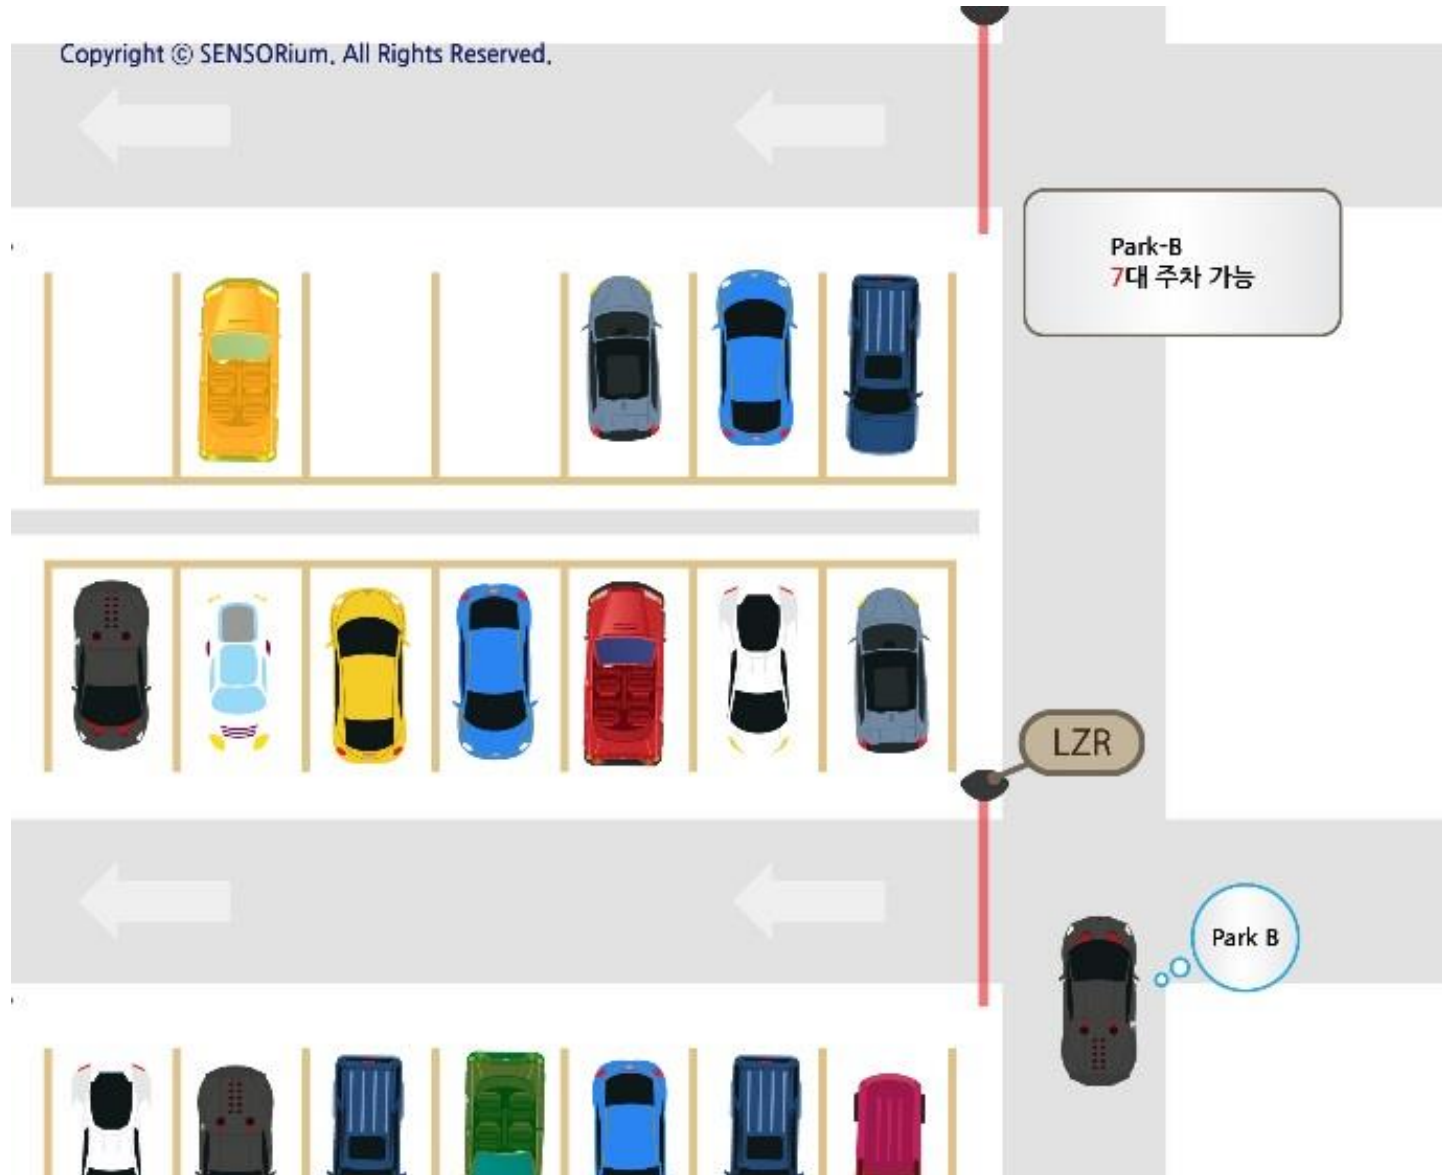 Copyright © SENSORium. All Rights Reserved.
Park-B
7대 주차 가능
LZR
Park B